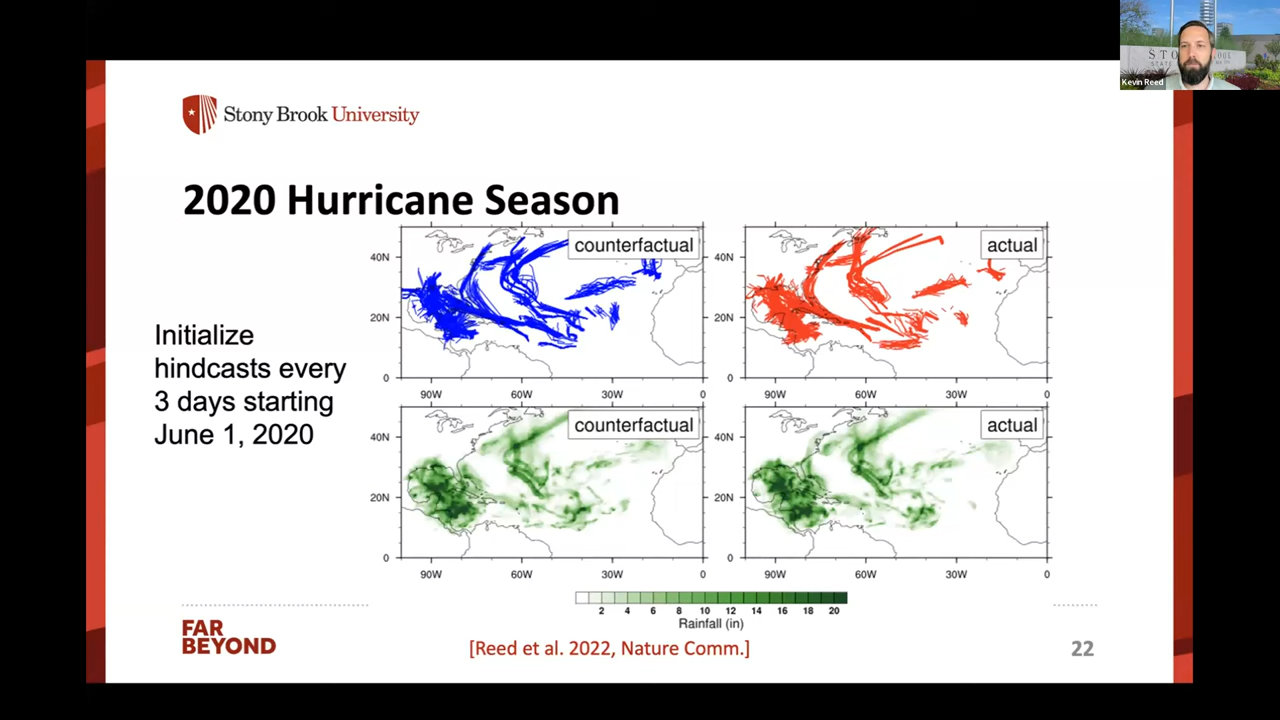 Kevin Reed
Stony Brook University
2020 Hurricane Season
Initialize
hindcasts every
3 days starting
June 1, 2020
counterfactual
actual
40N
20N
0
90W
60W
30W
0
40N
20N
0
90W
60W
30W
0
counterfactual
actual
40N
20N
0
90W
60W
30W
0
40N
20N
0
90W
60W
30W
0
2 4 6 8 10 12 14 16 18 20
Rainfall (in)
FAR
BEYOND
[Reed et al. 2022, Nature Comm.]
22